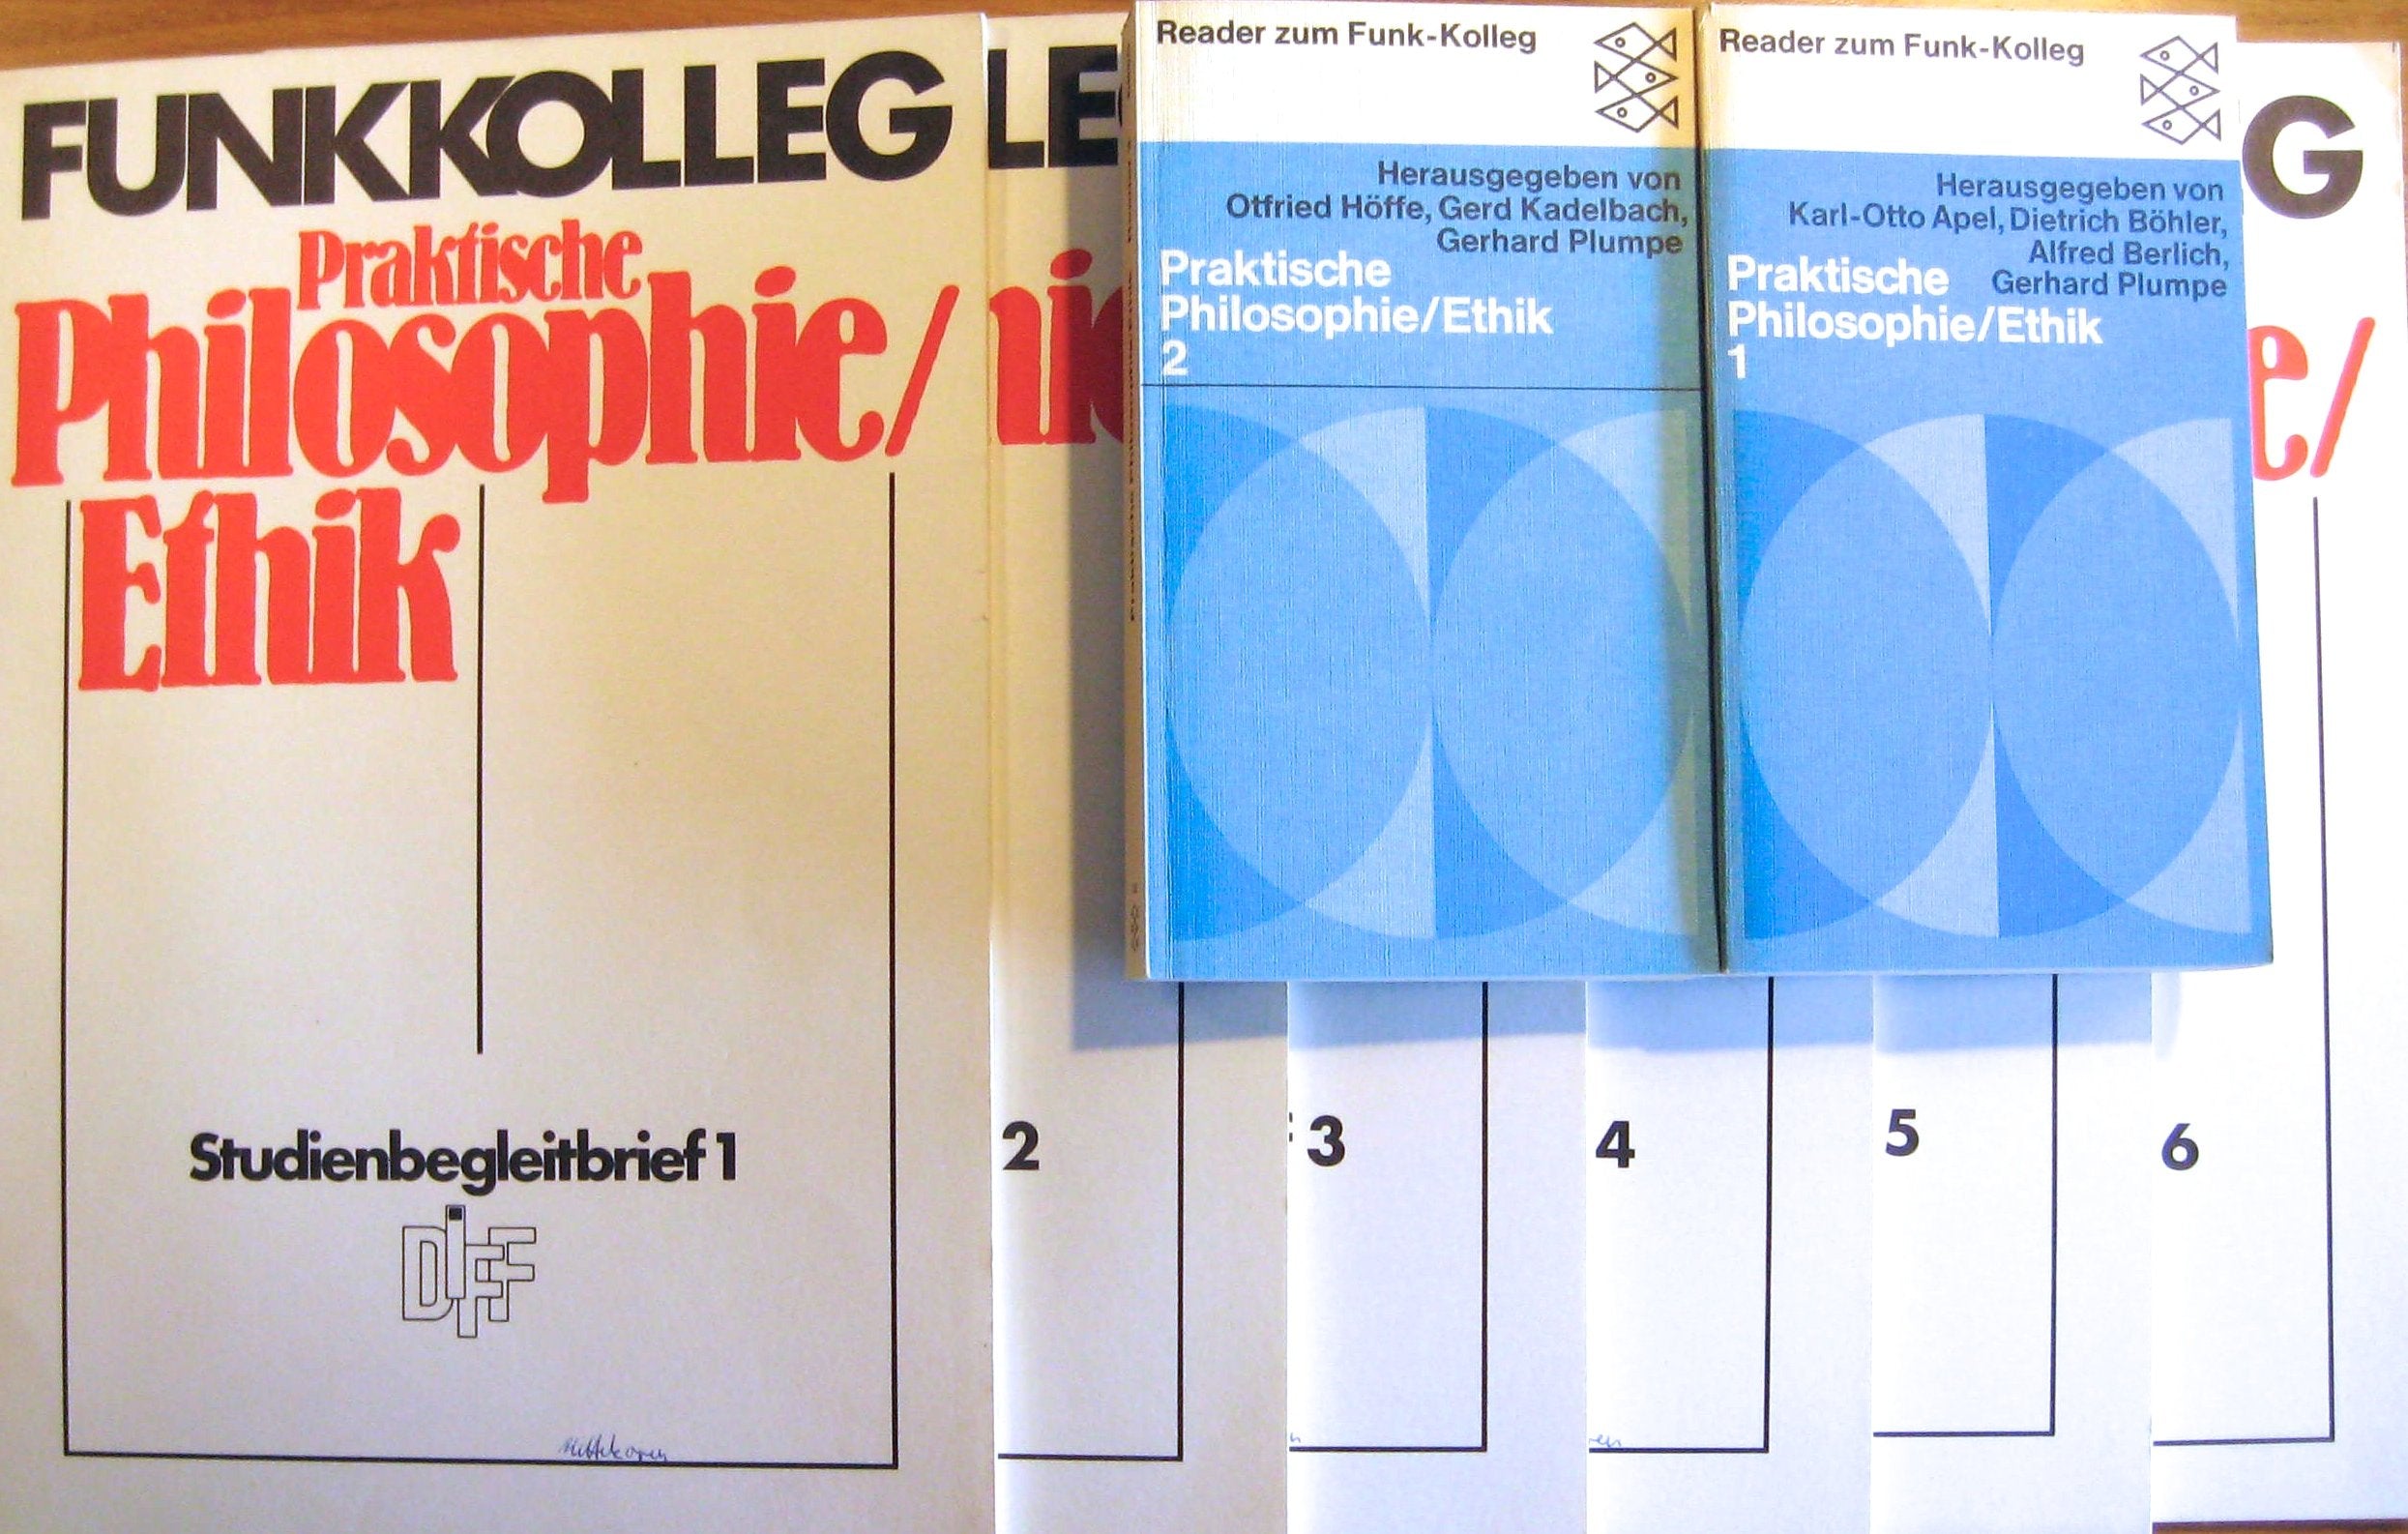 FUNKKOLLEG
Praktische
Philosophie/
Ethik
Studienbegleitbrief 1
DIFF
LE
2
3
4
5
G
e/
6
Reader zum Funk-Kolleg
Herausgegeben von
Otfried Höffe, Gerd Kadelbach,
Gerhard Plumpe
Praktische
Philosophie/Ethik
2
Reader zum Funk-Kolleg
Herausgegeben von
Karl-Otto Apel, Dietrich Böhler,
Alfred Berlich,
Gerhard Plumpe
Praktische
Philosophie/Ethik
1